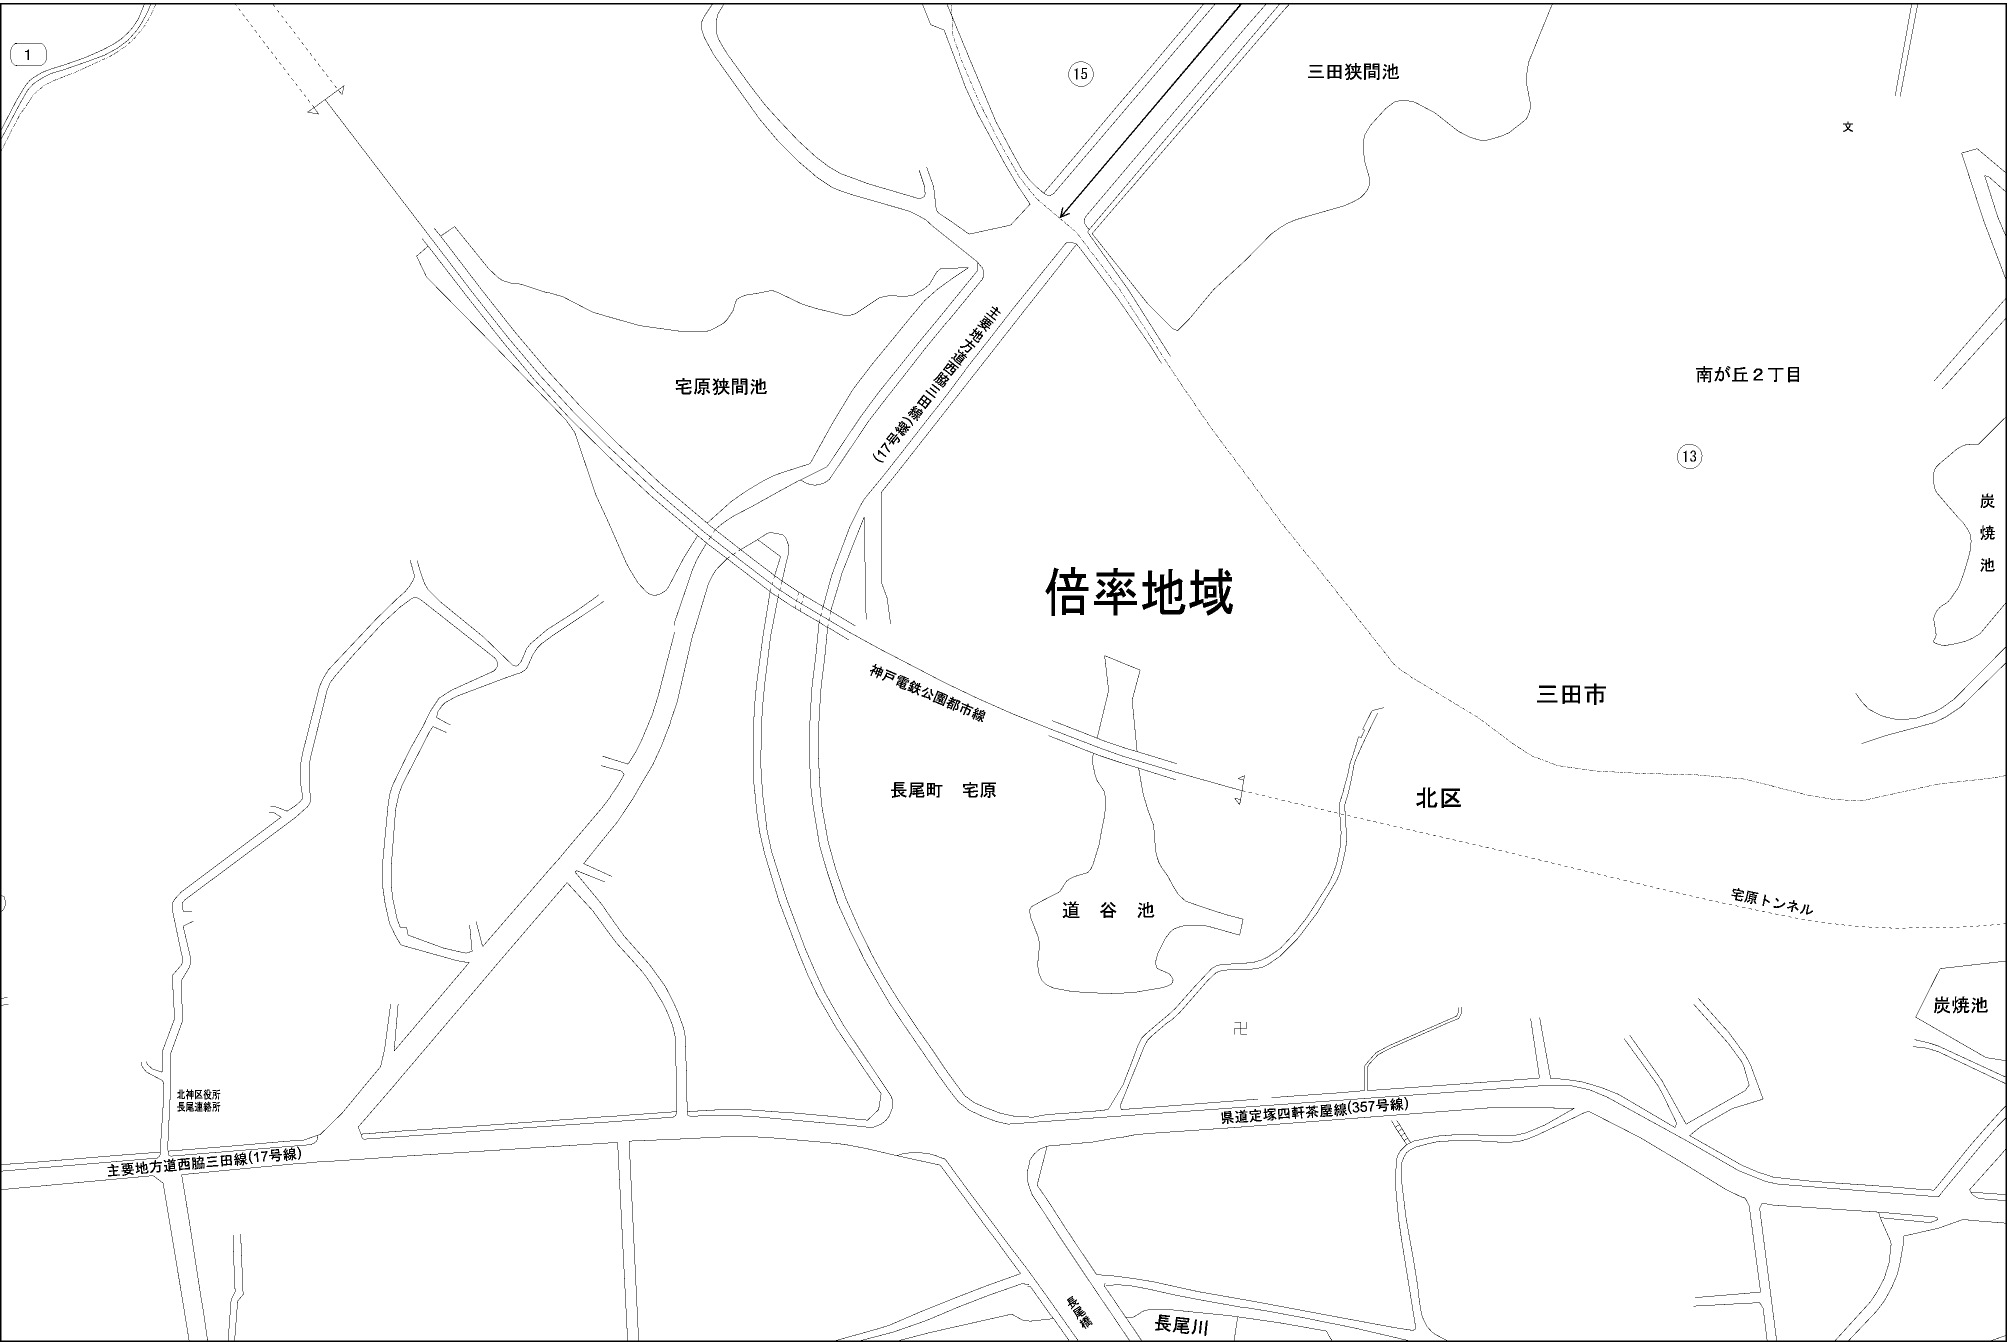 1
15
三田狭間池
文
主要地方道西脇三田線(17号線)
南が丘２丁目
宅原狭間池
13
炭焼池
倍率地域
神戸電鉄公園都市線
三田市
長尾町　宅原
北区
道　谷　池
宅原トンネル
炭焼池
卍
北神区役所
長尾連絡所
県道定塚四軒茶屋線(357号線)
主要地方道西脇三田線(17号線)
長尾橋
長尾川